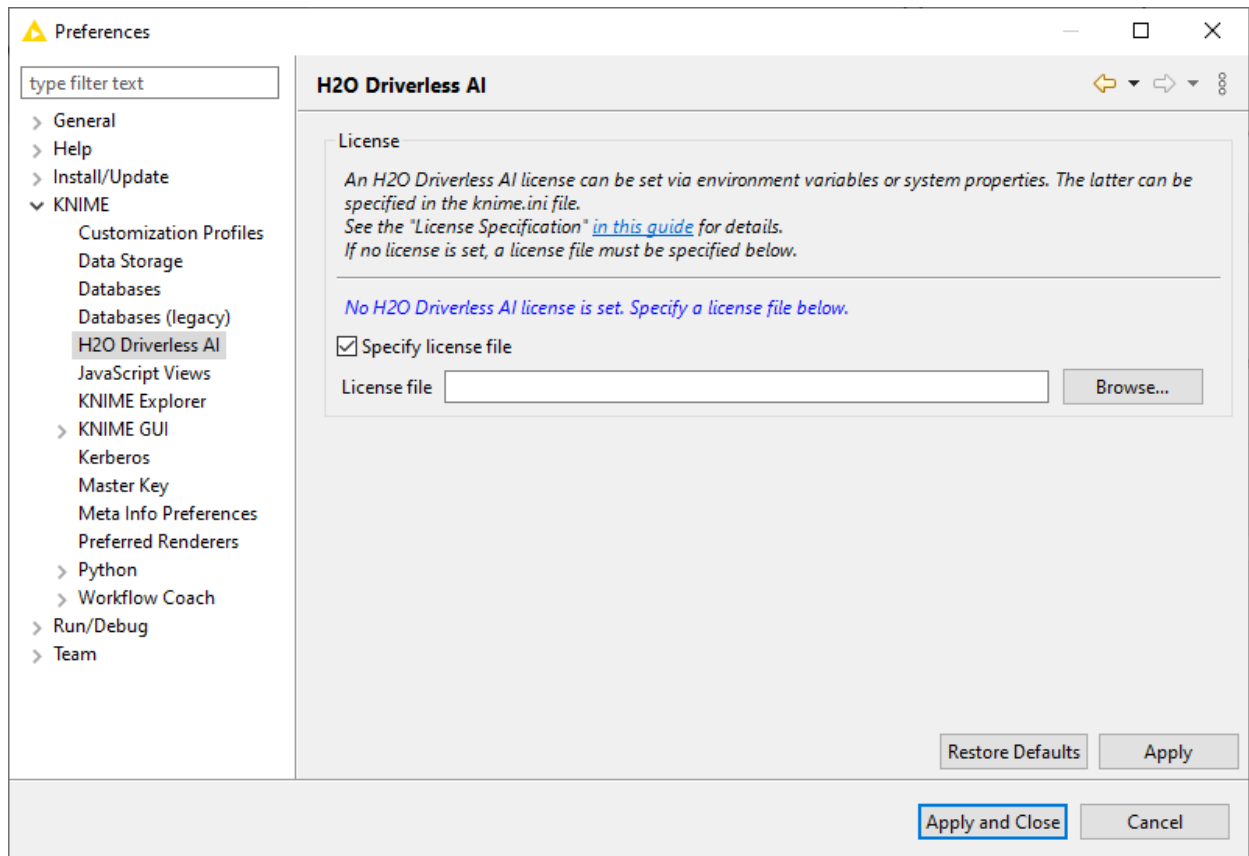 Preferences
type filter text
General
Help
Install/Update
KNIME
Customization Profiles
Data Storage
Databases
Databases (legacy)
H2O Driverless AI
JavaScript Views
KNIME Explorer
KNIME GUI
Kerberos
Master Key
Meta Info Preferences
Preferred Renderers
Python
Workflow Coach
Run/Debug
Team
H2O Driverless AI
License
An H2O Driverless AI license can be set via environment variables or system properties. The latter can be
specified in the knime.ini file.
See the "License Specification" in this guide for details.
If no license is set, a license file must be specified below.
No H2O Driverless AI license is set. Specify a license file below.
Specify license file
License file
Browse...
Restore Defaults
Apply
Apply and Close
Cancel